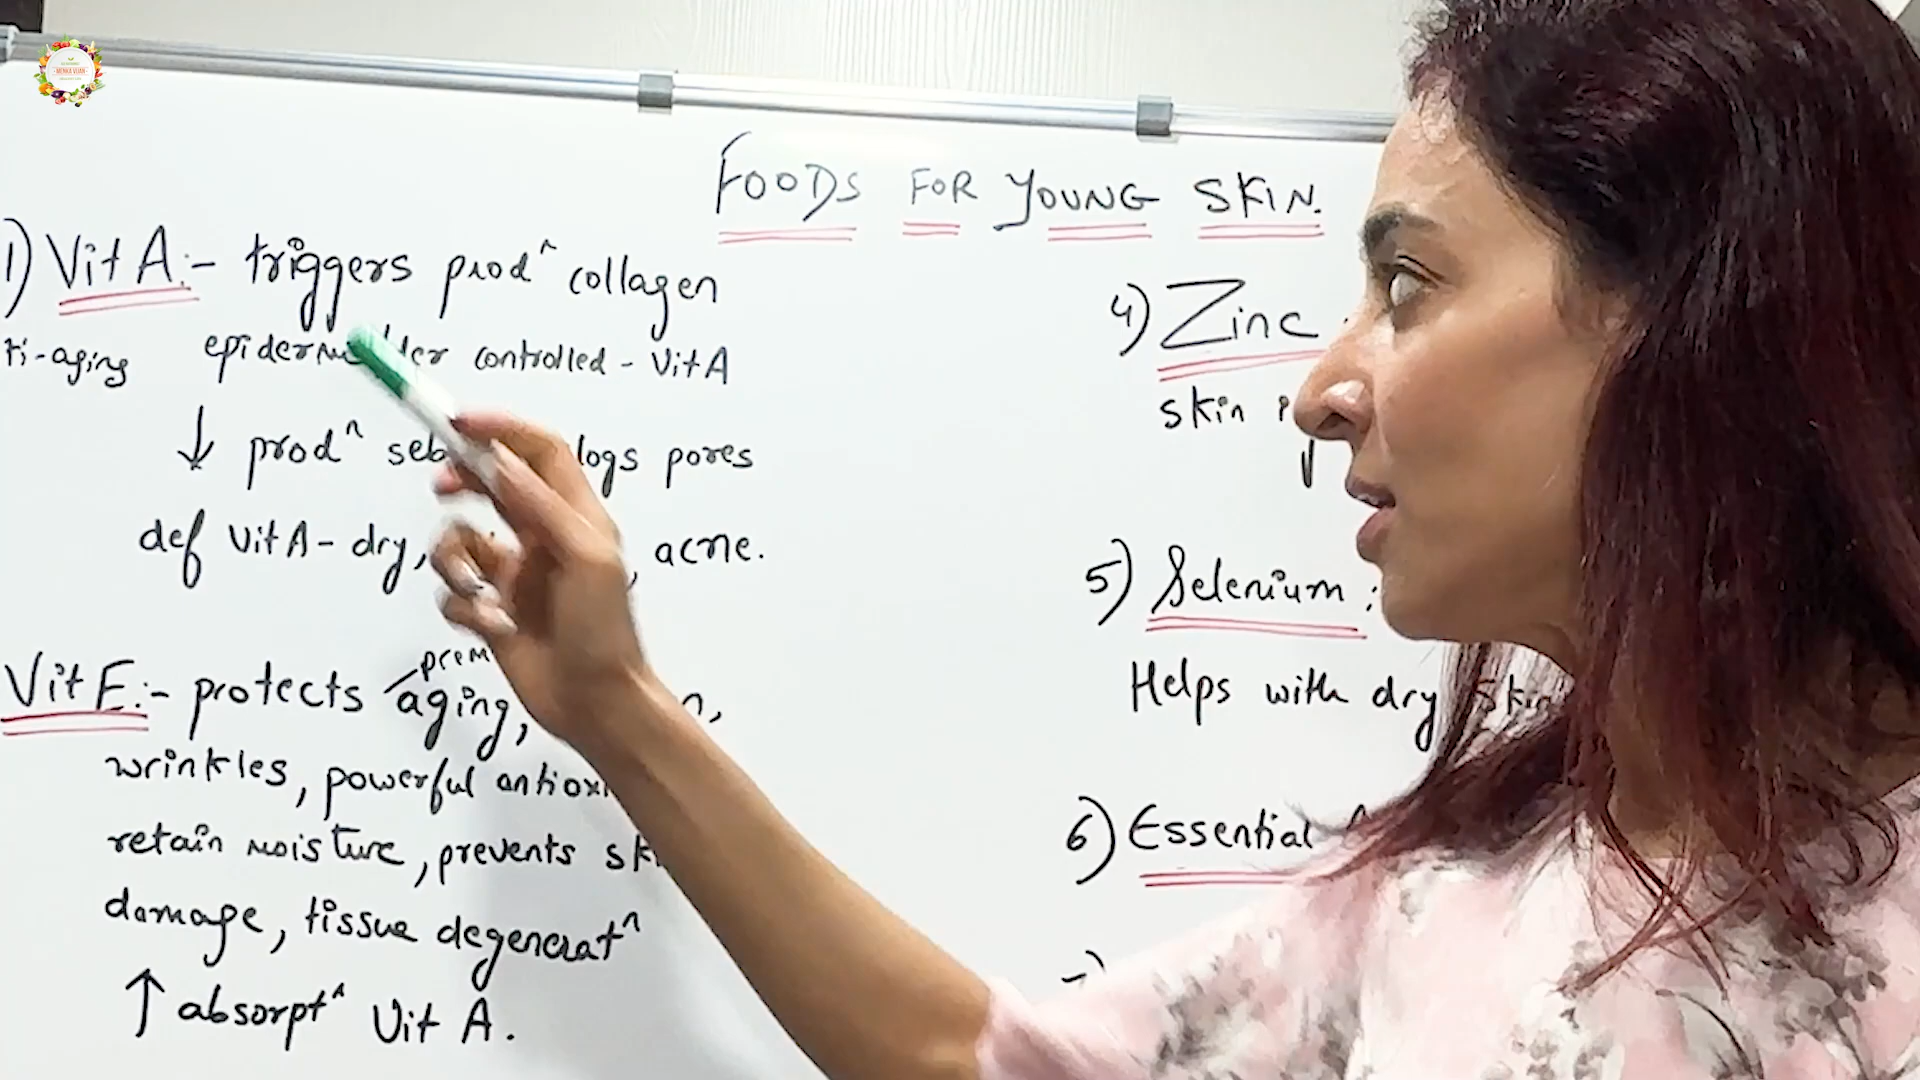 FOODS FOR YOUNG SKIN.
1) Vit A:- triggers prod^n collagen
ti-aging
controlled - Vit A
↓ prod^n logs pores
def Vit A - dry, acne.
Vit E:- protects prem
aging,
wrinkles, powerful
retain moisture, prevents
damage, tissue degenerat^n
↑ absorpt^n Vit A.
4) Zinc
skin
5) Selenium:
Helps with dry skin
6) Essential